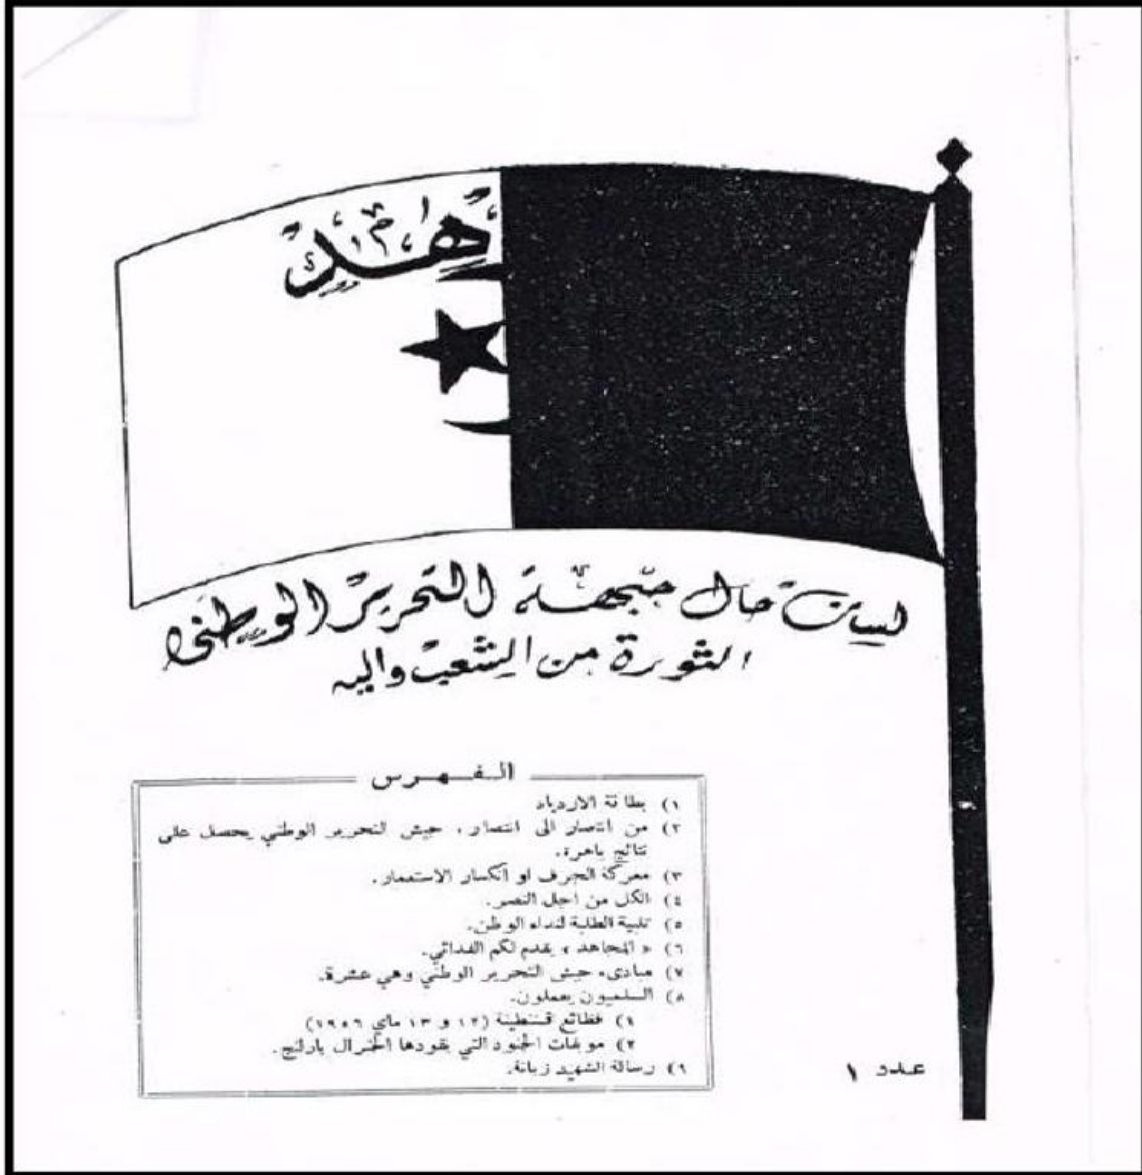 هد
لسان حال جبهة التحرير الوطني
الثورة من الشعب واليه
الفهرس
١) بطاقة الازدياد
٢) من انتصار الى انتصار ، جيش التحرير الوطني يحصل على
نتائج باهرة.
٣) معركة الجرف او انكسار الاستعمار.
٤) الكل من اجل النصر.
٥) تلبية الطلبة لنداء الوطن.
٦) « المجاهد » يقدم لكم الفدائي.
٧) مبادىء جيش التحرير الوطني وهي عشرة.
٨) السلميون يعملون.
١) فظائع قسنطينة (١٢ و ١٣ ماي ١٩٥٦)
٢) موبقات الجنود التي يقودها الجنرال بارلنج.
٩) رسالة الشهيد زبانة.
عدد ١